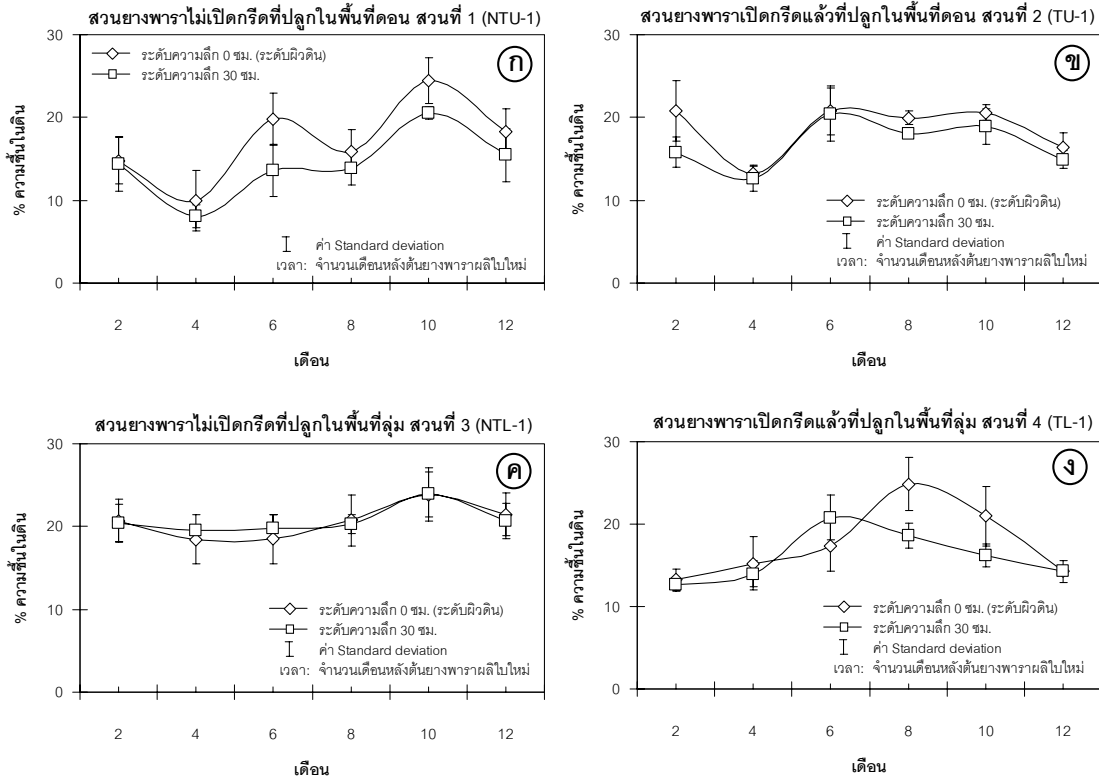 สวนยางพาราไม่เปิดกรีดที่ปลูกในพื้นที่ดอน สวนที่ 1 (NTU-1)
30
20
10
0
% ความชื้นในดิน
ระดับความลึก 0 ซม. (ระดับผิวดิน)
ระดับความลึก 30 ซม.
ก
ค่า Standard deviation
เวลา: จำนวนเดือนหลังต้นยางพาราผลิใบใหม่
2 4 6 8 10 12
เดือน
สวนยางพาราเปิดกรีดแล้วที่ปลูกในพื้นที่ดอน สวนที่ 2 (TU-1)
30
20
10
0
% ความชื้นในดิน
ข
ระดับความลึก 0 ซม. (ระดับผิวดิน)
ระดับความลึก 30 ซม.
ค่า Standard deviation
เวลา: จำนวนเดือนหลังต้นยางพาราผลิใบใหม่
2 4 6 8 10 12
เดือน
สวนยางพาราไม่เปิดกรีดที่ปลูกในพื้นที่ลุ่ม สวนที่ 3 (NTL-1)
30
20
10
0
% ความชื้นในดิน
ค
ระดับความลึก 0 ซม. (ระดับผิวดิน)
ระดับความลึก 30 ซม.
ค่า Standard deviation
เวลา: จำนวนเดือนหลังต้นยางพาราผลิใบใหม่
2 4 6 8 10 12
เดือน
สวนยางพาราเปิดกรีดแล้วที่ปลูกในพื้นที่ลุ่ม สวนที่ 4 (TL-1)
30
20
10
0
% ความชื้นในดิน
ง
ระดับความลึก 0 ซม. (ระดับผิวดิน)
ระดับความลึก 30 ซม.
ค่า Standard deviation
เวลา: จำนวนเดือนหลังต้นยางพาราผลิใบใหม่
2 4 6 8 10 12
เดือน